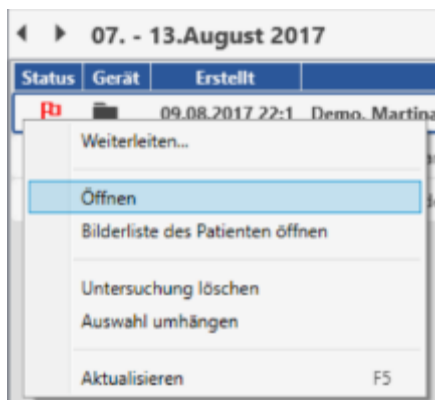 07. - 13.August 2017
Status Gerät Erstellt
09.08.2017 22:1 Demo, Martina
Weiterleiten...
Öffnen
Bilderliste des Patienten öffnen
Untersuchung löschen
Auswahl umhängen
Aktualisieren F5